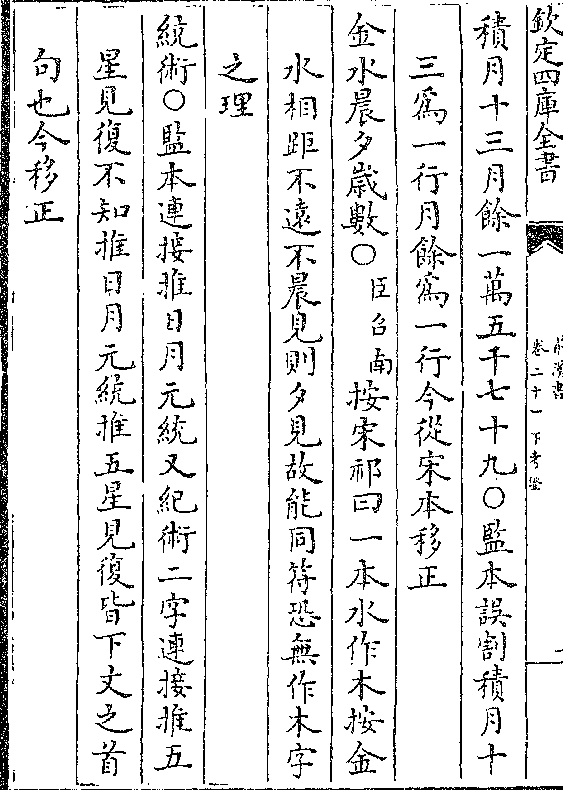 欽定四庫全書
前漢書
卷二十一下考證
積月十三月餘一萬五千七十九○監本誤割積月十
三爲一行月餘爲一行今從宋本移正
金水晨夕歲數○臣召南按宋祁曰一本水作木按金
水相距不遠不晨見則夕見故能同符恐無作木字
之理
統術○監本連接推日月元統又紀術二字連接推五
星見復不知推日月元統推五星見復皆下文之首
句也今移正